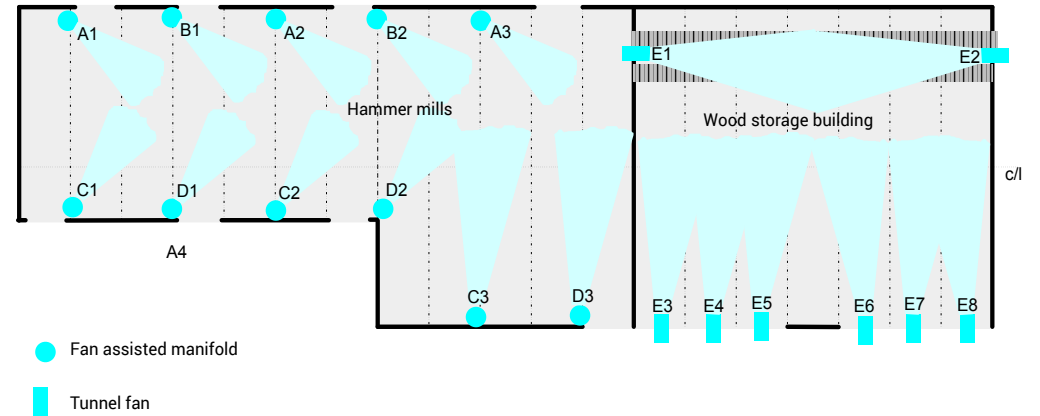 A1
B1
A2
B2
A3
E1
E2
Hammer mills
Wood storage building
c/l
C1
D1
C2
D2
A4
C3
D3
E3
E4
E5
E6
E7
E8
Fan assisted manifold
Tunnel fan